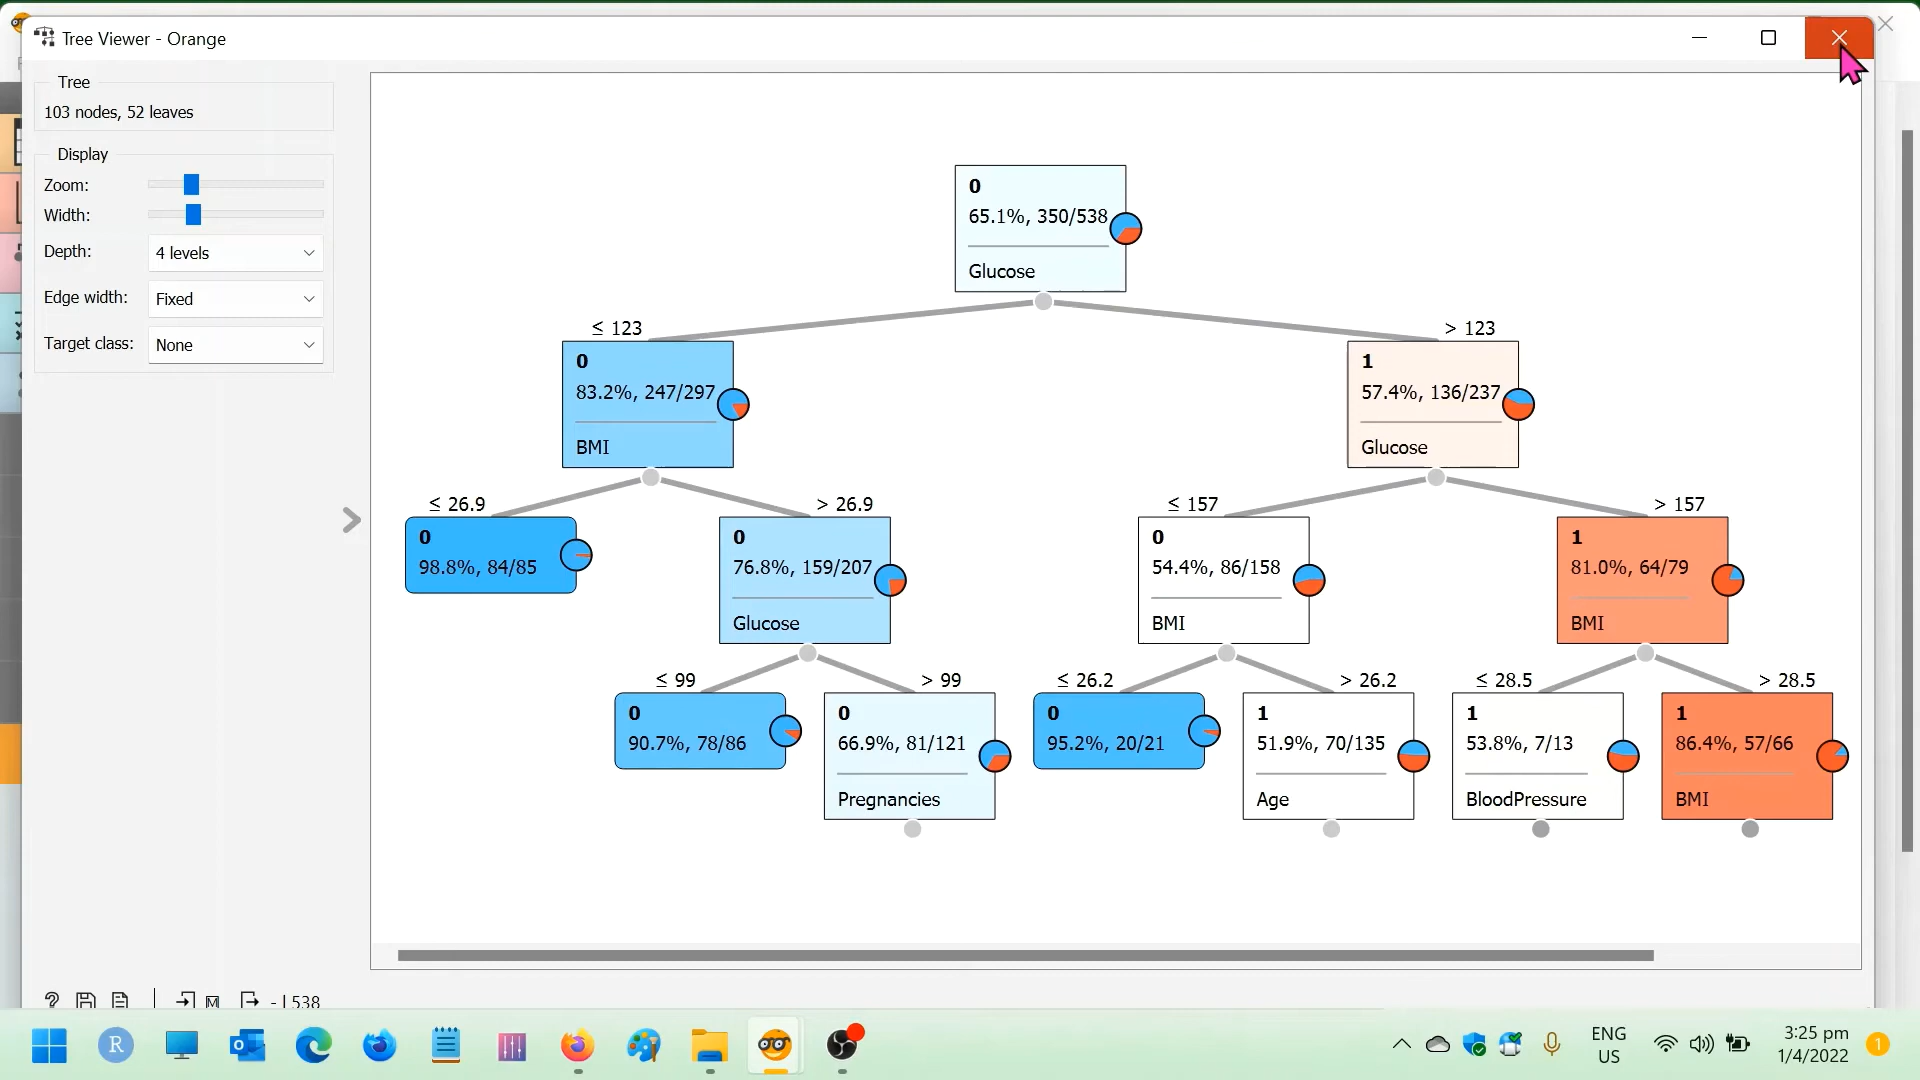 Tree Viewer - Orange
Tree
103 nodes, 52 leaves
Display
Zoom:
Width:
Depth:
4 levels
Edge width:
Fixed
Target class:
None
0
65.1%, 350/538
Glucose
≤ 123
> 123
0
83.2%, 247/297
BMI
1
57.4%, 136/237
Glucose
≤ 26.9
> 26.9
≤ 157
> 157
0
98.8%, 84/85
0
76.8%, 159/207
Glucose
0
54.4%, 86/158
BMI
1
81.0%, 64/79
BMI
≤ 99
> 99
≤ 26.2
> 26.2
≤ 28.5
> 28.5
0
90.7%, 78/86
0
66.9%, 81/121
Pregnancies
0
95.2%, 20/21
1
51.9%, 70/135
Age
1
53.8%, 7/13
BloodPressure
1
86.4%, 57/66
BMI
? M - | 538
R
ENG
US
3:25 pm
1/4/2022
1